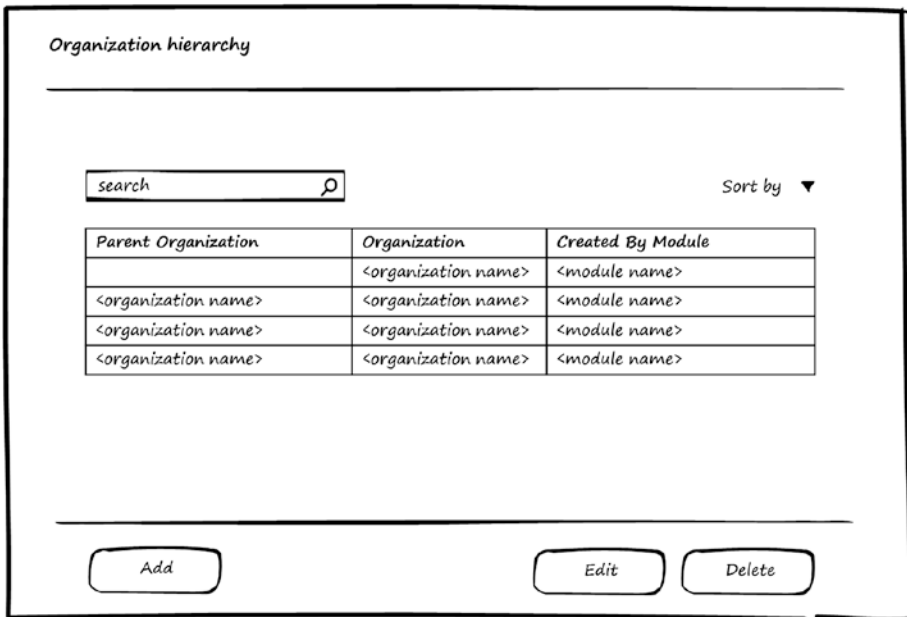 Organization hierarchy
search
Sort by
Parent Organization Organization Created By Module
<organization name> <module name>
<organization name> <organization name> <module name>
<organization name> <organization name> <module name>
<organization name> <organization name> <module name>
Add Edit Delete